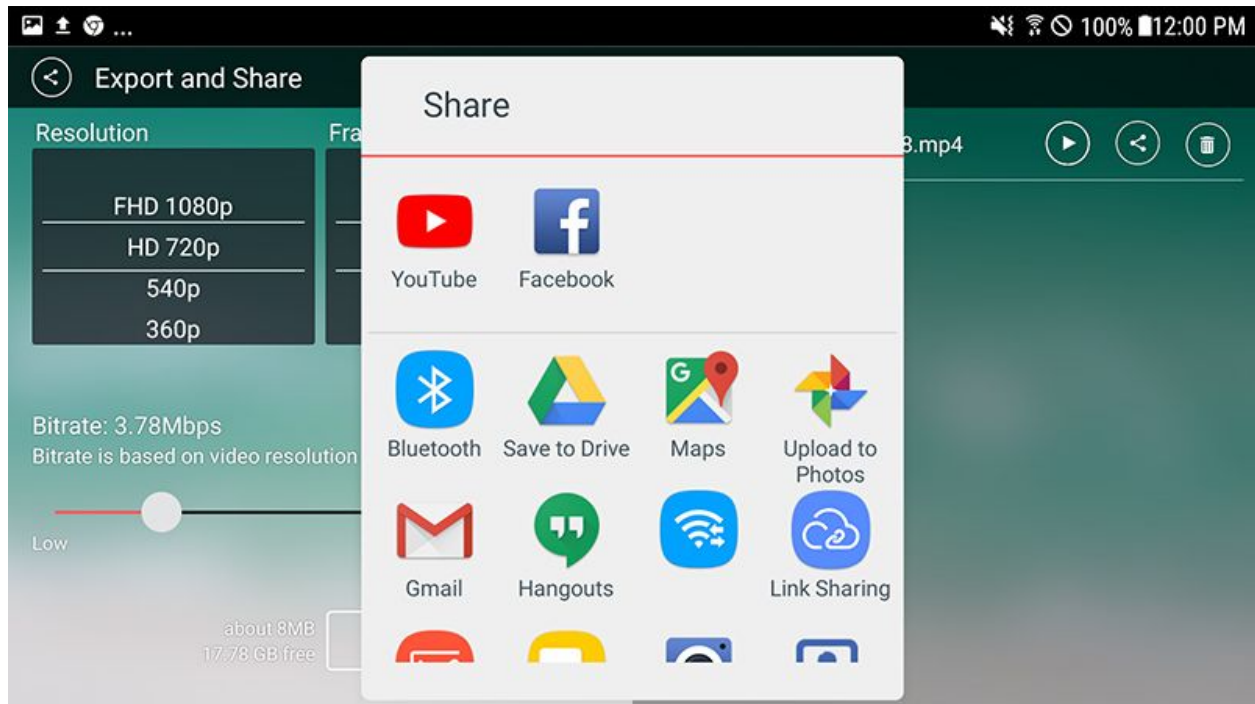 ... 100% 12:00 PM
Export and Share
Share
Resolution
Fra
8.mp4
FHD 1080p
HD 720p
540p
360p
YouTube Facebook
Bitrate: 3.78Mbps
Bitrate is based on video resolution
Low
Bluetooth Save to Drive Maps Upload to
Photos
Gmail Hangouts Link Sharing
about 8MB
17.78 GB free